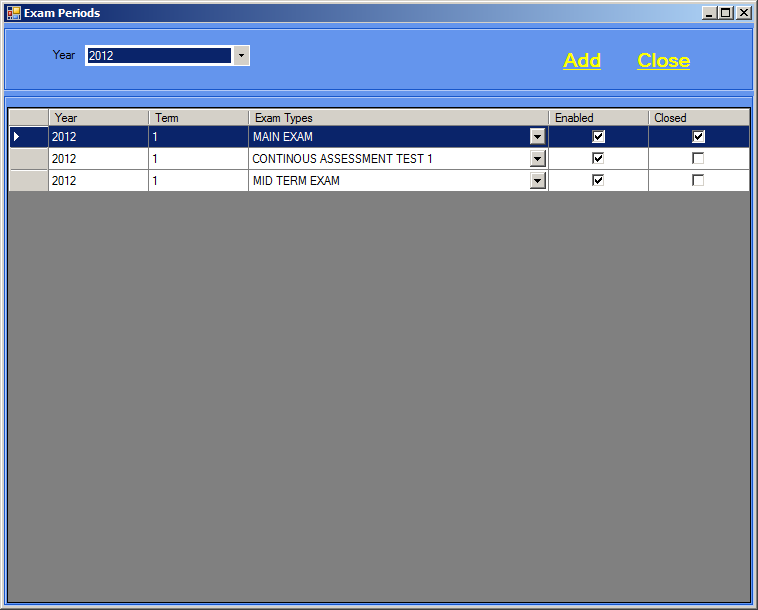 Exam Periods
Year 2012 Add Close
Year Term Exam Types Enabled Closed
2012 1 MAIN EXAM
2012 1 CONTINOUS ASSESSMENT TEST 1
2012 1 MID TERM EXAM